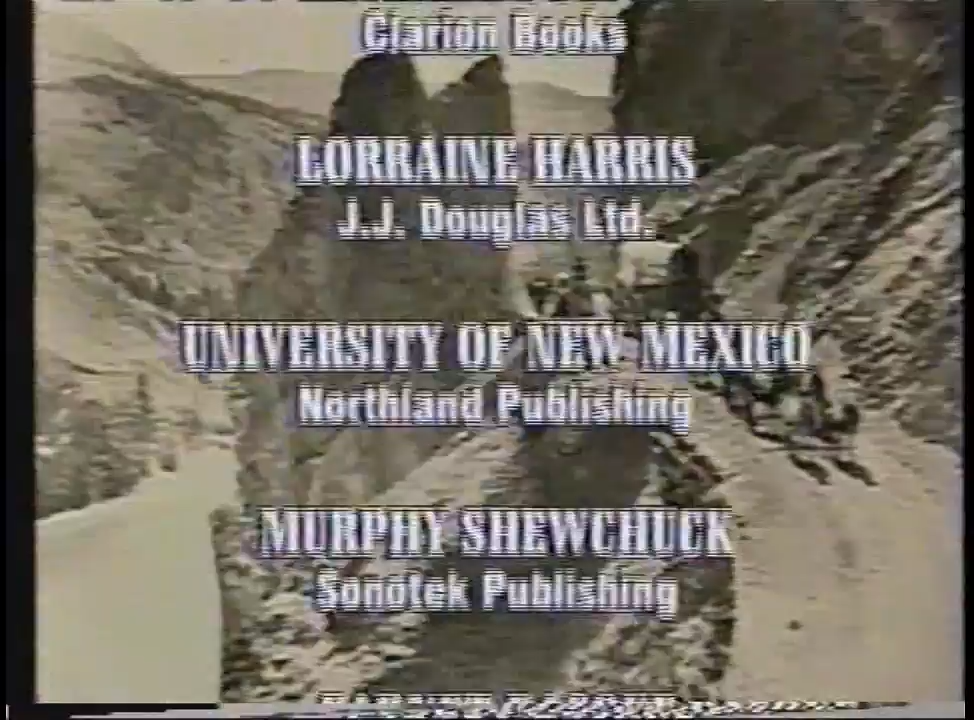 Clarion Books
LORRAINE HARRIS
J.J. Douglas Ltd.
UNIVERSITY OF NEW MEXICO
Northland Publishing
MURPHY SHEWCHUCK
Sonotek Publishing